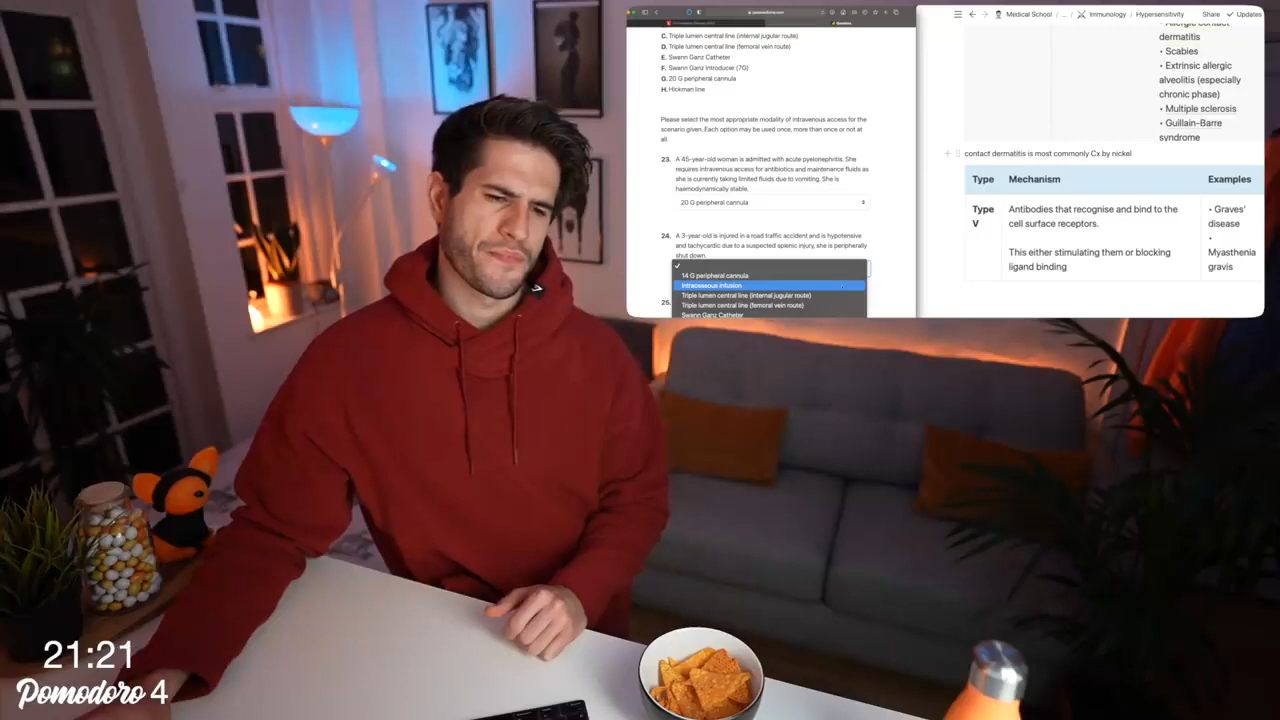 C. Triple lumen central line (internal jugular route)
D. Triple lumen central line (femoral vein route)
E. Swann Ganz Catheter
F. Swann Ganz Introducer (7G)
G. 20 G peripheral cannula
H. Hickman line
Please select the most appropriate modality of intravenous access for the
scenario given. Each option may be used once, more than once or not at
all.
23. A 45-year-old woman is admitted with acute pyelonephritis. She
requires intravenous access for antibiotics and maintenance fluids as
she is currently taking limited fluids due to vomiting. She is
haemodynamically stable.
20 G peripheral cannula
24. A 3-year-old is injured in a road traffic accident and is hypotensive
and tachycardic due to a suspected splenic injury, she is peripherally
shut down.
✓
14 G peripheral cannula
Intraosseous infusion
Triple lumen central line (internal jugular route)
Triple lumen central line (femoral vein route)
Swann Ganz Catheter
25.
Medical School / ... / Immunology / Hypersensitivity
Share ✓ Updates
• Allergic contact
dermatitis
• Scabies
• Extrinsic allergic
alveolitis (especially
chronic phase)
• Multiple sclerosis
• Guillain-Barre
syndrome
contact dermatitis is most commonly Cx by nickel
Type Mechanism Examples
Type
V
Antibodies that recognise and bind to the
cell surface receptors.
This either stimulating them or blocking
ligand binding
• Graves'
disease
•
Myasthenia
gravis
21:21
Pomodoro 4